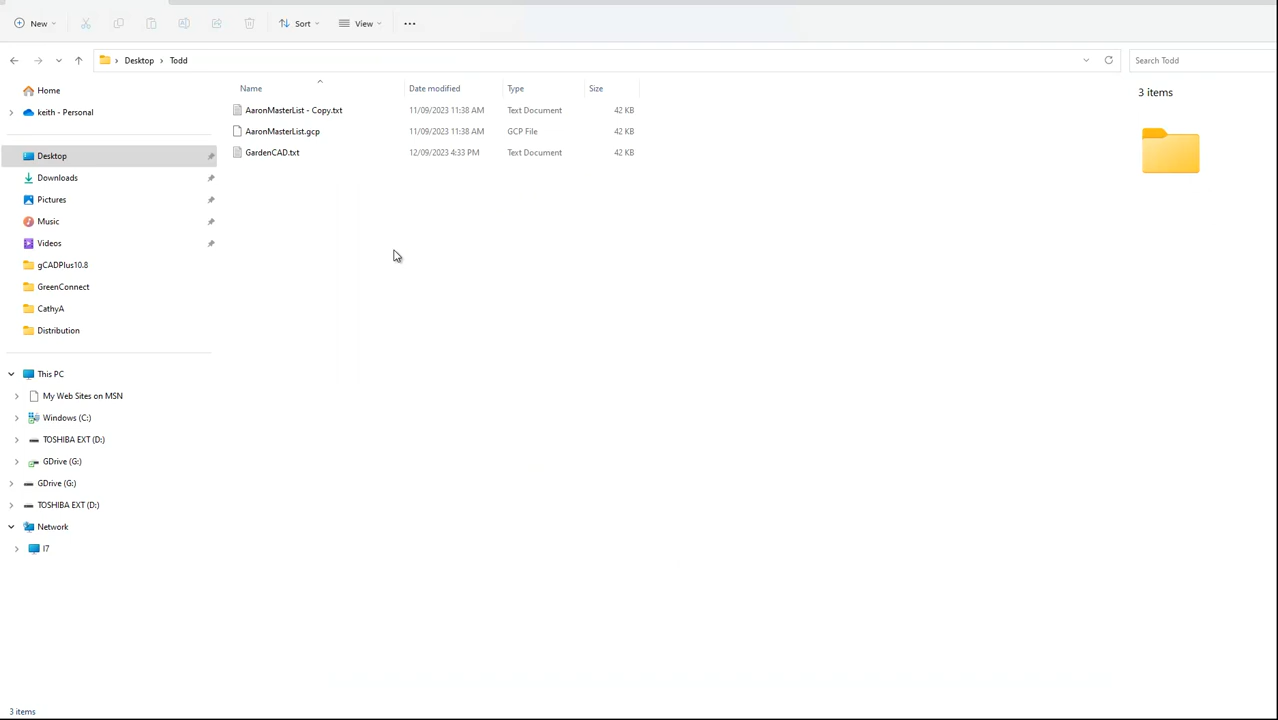 New
Sort
View
Desktop
Todd
Search Todd
Home
keith - Personal
Desktop
Downloads
Pictures
Music
Videos
gCADPlus10.8
GreenConnect
CathyA
Distribution
This PC
My Web Sites on MSN
Windows (C:)
TOSHIBA EXT (D:)
GDrive (G:)
GDrive (G:)
TOSHIBA EXT (D:)
Network
I7
Name Date modified Type Size
AaronMasterList - Copy.txt 11/09/2023 11:38 AM Text Document 42 KB
AaronMasterList.gcp 11/09/2023 11:38 AM GCP File 42 KB
GardenCAD.txt 12/09/2023 4:33 PM Text Document 42 KB
3 items
3 items